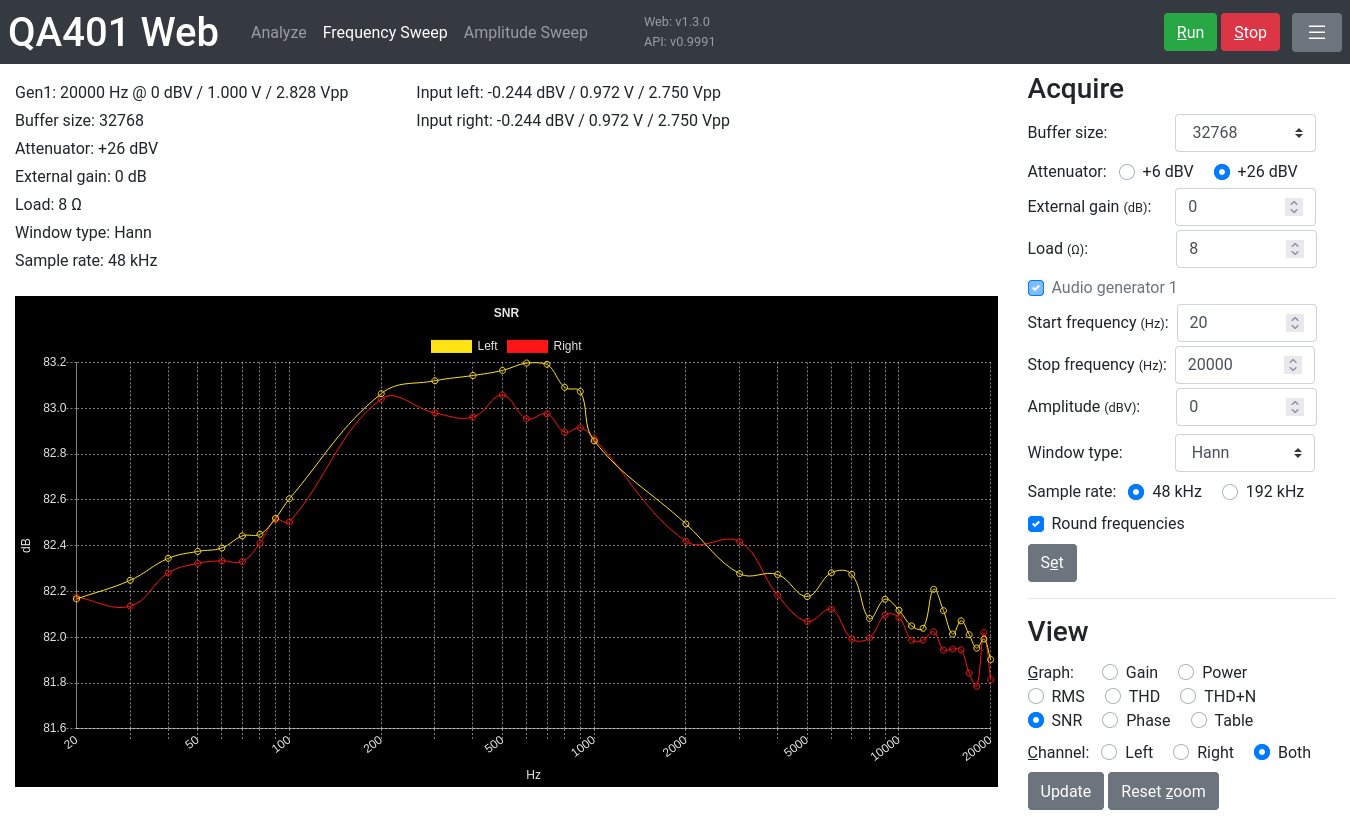 QA401 Web
Analyze Frequency Sweep Amplitude Sweep
Web: v1.3.0
API: v0.9991
Run Stop
Gen1: 20000 Hz @ 0 dBV / 1.000 V / 2.828 Vpp
Buffer size: 32768
Attenuator: +26 dBV
External gain: 0 dB
Load: 8 Ω
Window type: Hann
Sample rate: 48 kHz
Input left: -0.244 dBV / 0.972 V / 2.750 Vpp
Input right: -0.244 dBV / 0.972 V / 2.750 Vpp
SNR
Left Right
83.2
83.0
82.8
82.6
82.4
82.2
82.0
81.8
81.6
dB
20 50 100 200 500 1000 2000 5000 10000 20000
Hz
Acquire
Buffer size: 32768
Attenuator: +6 dBV +26 dBV
External gain (dB): 0
Load (Ω): 8
Audio generator 1
Start frequency (Hz): 20
Stop frequency (Hz): 20000
Amplitude (dBV): 0
Window type: Hann
Sample rate: 48 kHz 192 kHz
Round frequencies
Set
View
Graph: Gain Power
RMS THD THD+N
SNR Phase Table
Channel: Left Right Both
Update Reset zoom